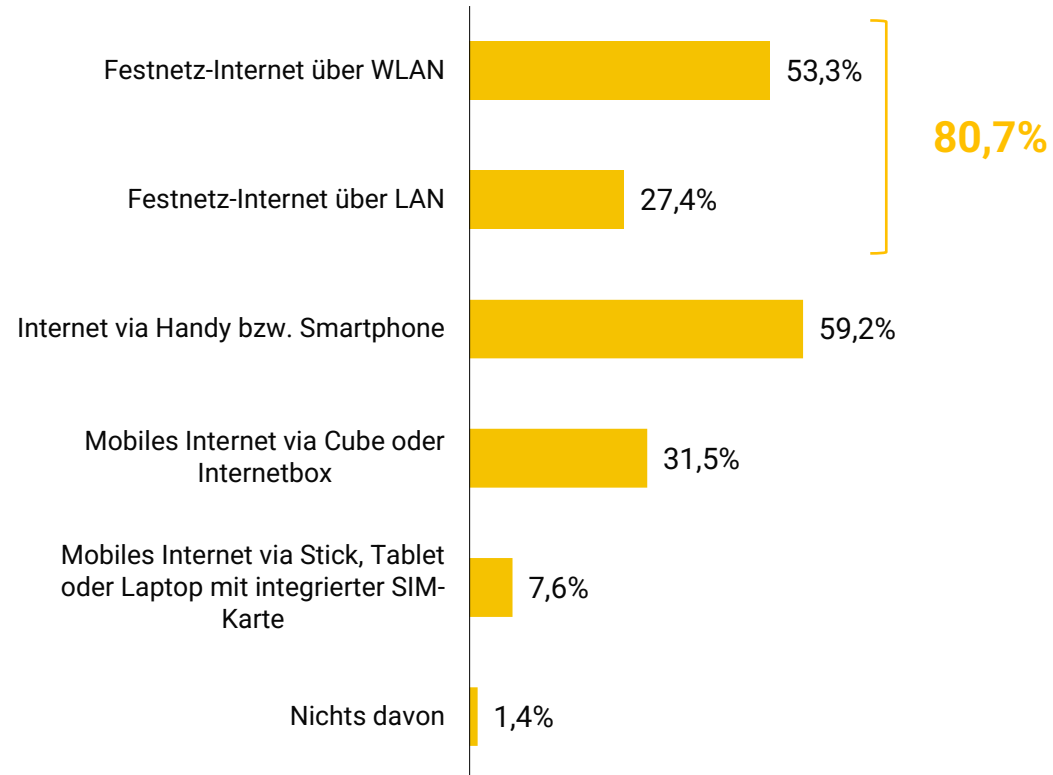 Festnetz-Internet über WLAN
53,3%
80,7%
Festnetz-Internet über LAN
27,4%
Internet via Handy bzw. Smartphone
59,2%
Mobiles Internet via Cube oder
Internetbox
31,5%
Mobiles Internet via Stick, Tablet
oder Laptop mit integrierter SIM-
Karte
7,6%
Nichts davon
1,4%